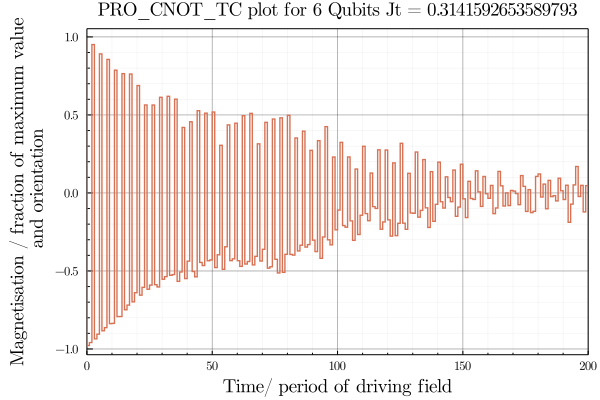 PRO_CNOT_TC plot for 6 Qubits Jt = 0.3141592653589793
Magnetisation / fraction of maximum value
and orientation
1.0
0.5
0.0
−0.5
−1.0
0 50 100 150 200
Time/ period of driving field